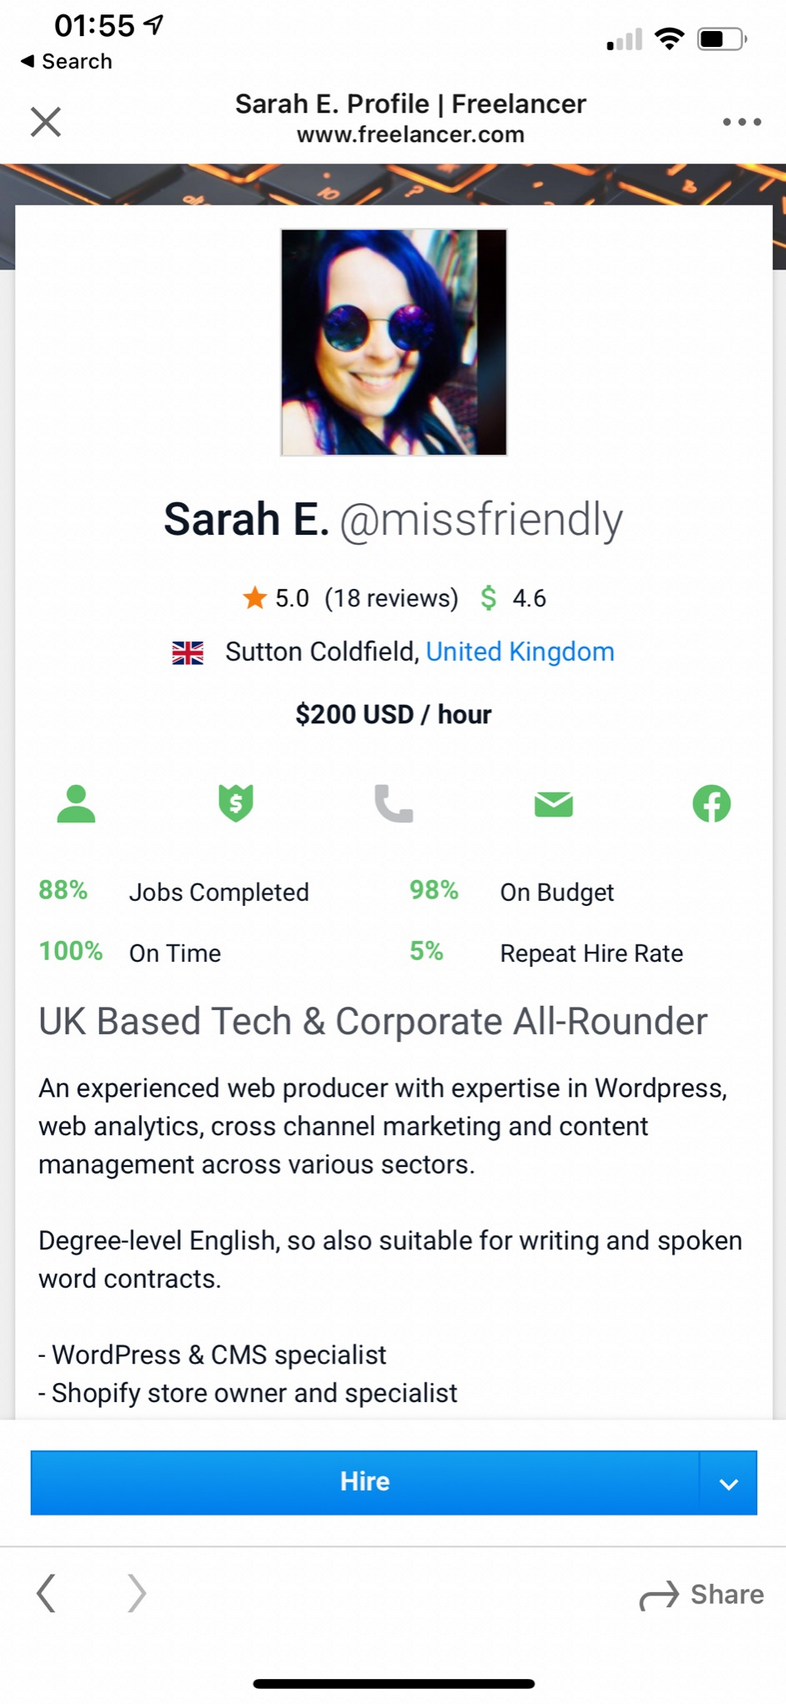 01:55
◀ Search
Sarah E. Profile | Freelancer
www.freelancer.com
Sarah E. @missfriendly
5.0 (18 reviews) $ 4.6
Sutton Coldfield, United Kingdom
$200 USD / hour
88% Jobs Completed 98% On Budget
100% On Time 5% Repeat Hire Rate
UK Based Tech & Corporate All-Rounder
An experienced web producer with expertise in Wordpress,
web analytics, cross channel marketing and content
management across various sectors.
Degree-level English, so also suitable for writing and spoken
word contracts.
- WordPress & CMS specialist
- Shopify store owner and specialist
Hire
Share